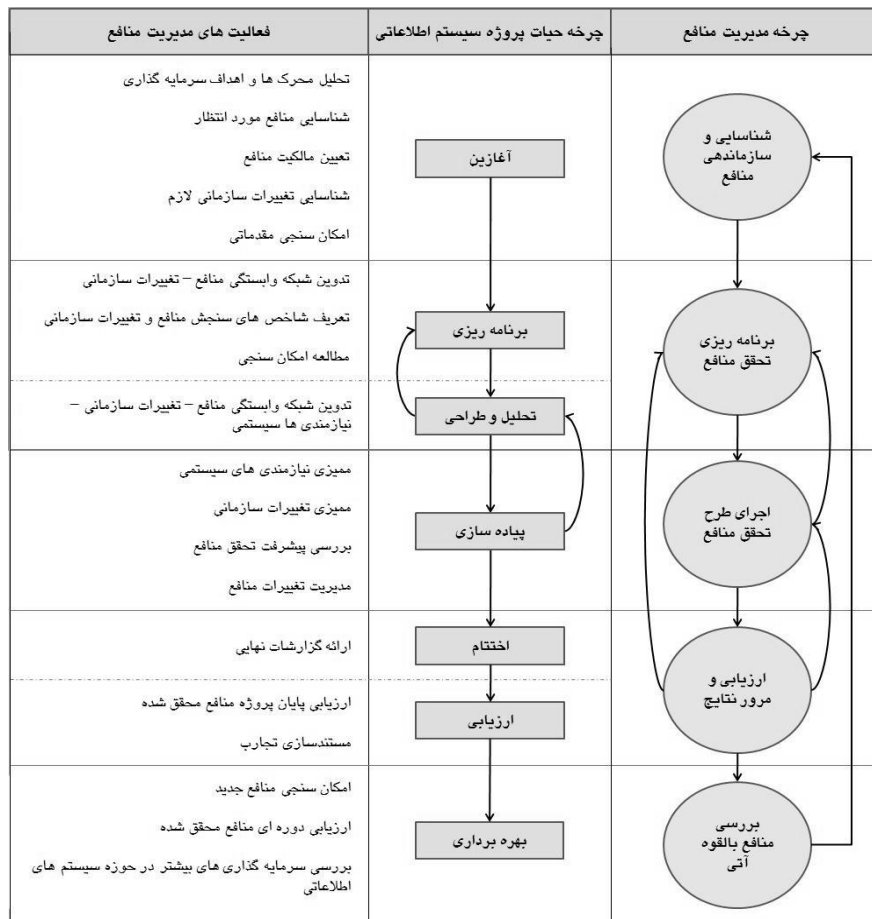 چرخه مدیریت منافع
چرخه حیات پروژه سیستم اطلاعاتی
فعالیت های مدیریت منافع
شناسایی و
سازماندهی
منافع
آغازین
تحلیل محرک ها و اهداف سرمایه گذاری
شناسایی منافع مورد انتظار
تعیین مالکیت منافع
شناسایی تغییرات سازمانی لازم
امکان سنجی مقدماتی
برنامه ریزی
تحقق منافع
برنامه ریزی
تدوین شبکه وابستگی منافع – تغییرات سازمانی
تعریف شاخص های سنجش منافع و تغییرات سازمانی
مطالعه امکان سنجی
تحلیل و طراحی
تدوین شبکه وابستگی منافع – تغییرات سازمانی –
نیازمندی ها سیستمی
اجرای طرح
تحقق منافع
پیاده سازی
ممیزی نیازمندی های سیستمی
ممیزی تغییرات سازمانی
بررسی پیشرفت تحقق منافع
مدیریت تغییرات منافع
ارزیابی و
مرور نتایج
اختتام
ارائه گزارشات نهایی
ارزیابی
ارزیابی پایان پروژه منافع محقق شده
مستندسازی تجارب
بررسی
منافع بالقوه
آتی
بهره برداری
امکان سنجی منافع جدید
ارزیابی دوره ای منافع محقق شده
بررسی سرمایه گذاری های بیشتر در حوزه سیستم های
اطلاعاتی